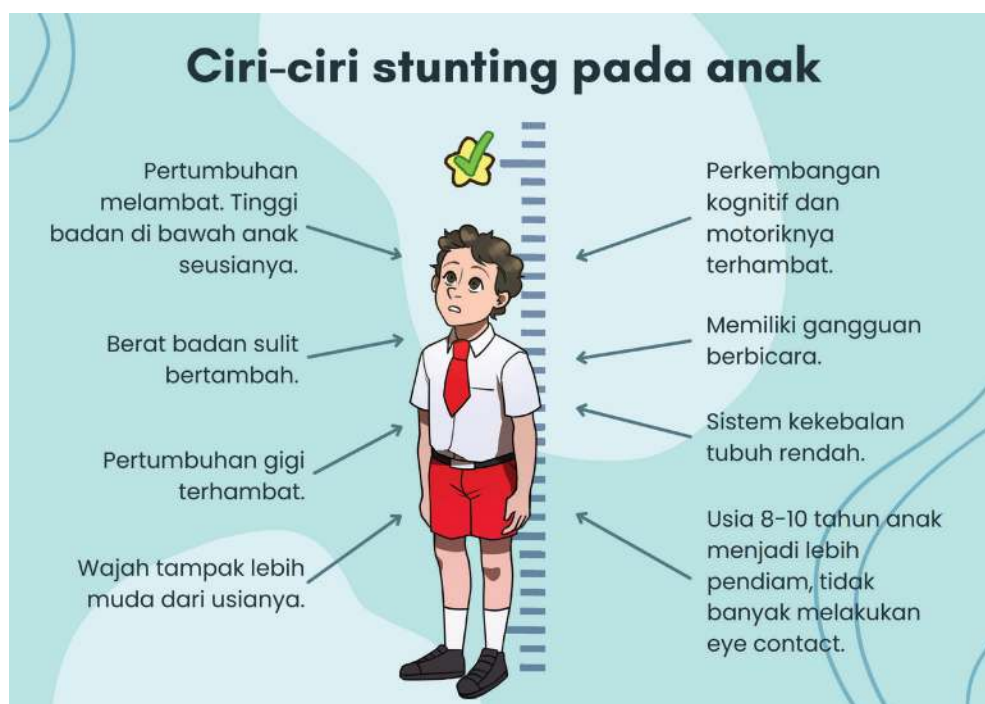 Ciri-ciri stunting pada anak
Pertumbuhan
melambat. Tinggi
badan di bawah anak
seusianya.
Berat badan sulit
bertambah.
Pertumbuhan gigi
terhambat.
Wajah tampak lebih
muda dari usianya.
Perkembangan
kognitif dan
motoriknya
terhambat.
Memiliki gangguan
berbicara.
Sistem kekebalan
tubuh rendah.
Usia 8-10 tahun anak
menjadi lebih
pendiam, tidak
banyak melakukan
eye contact.